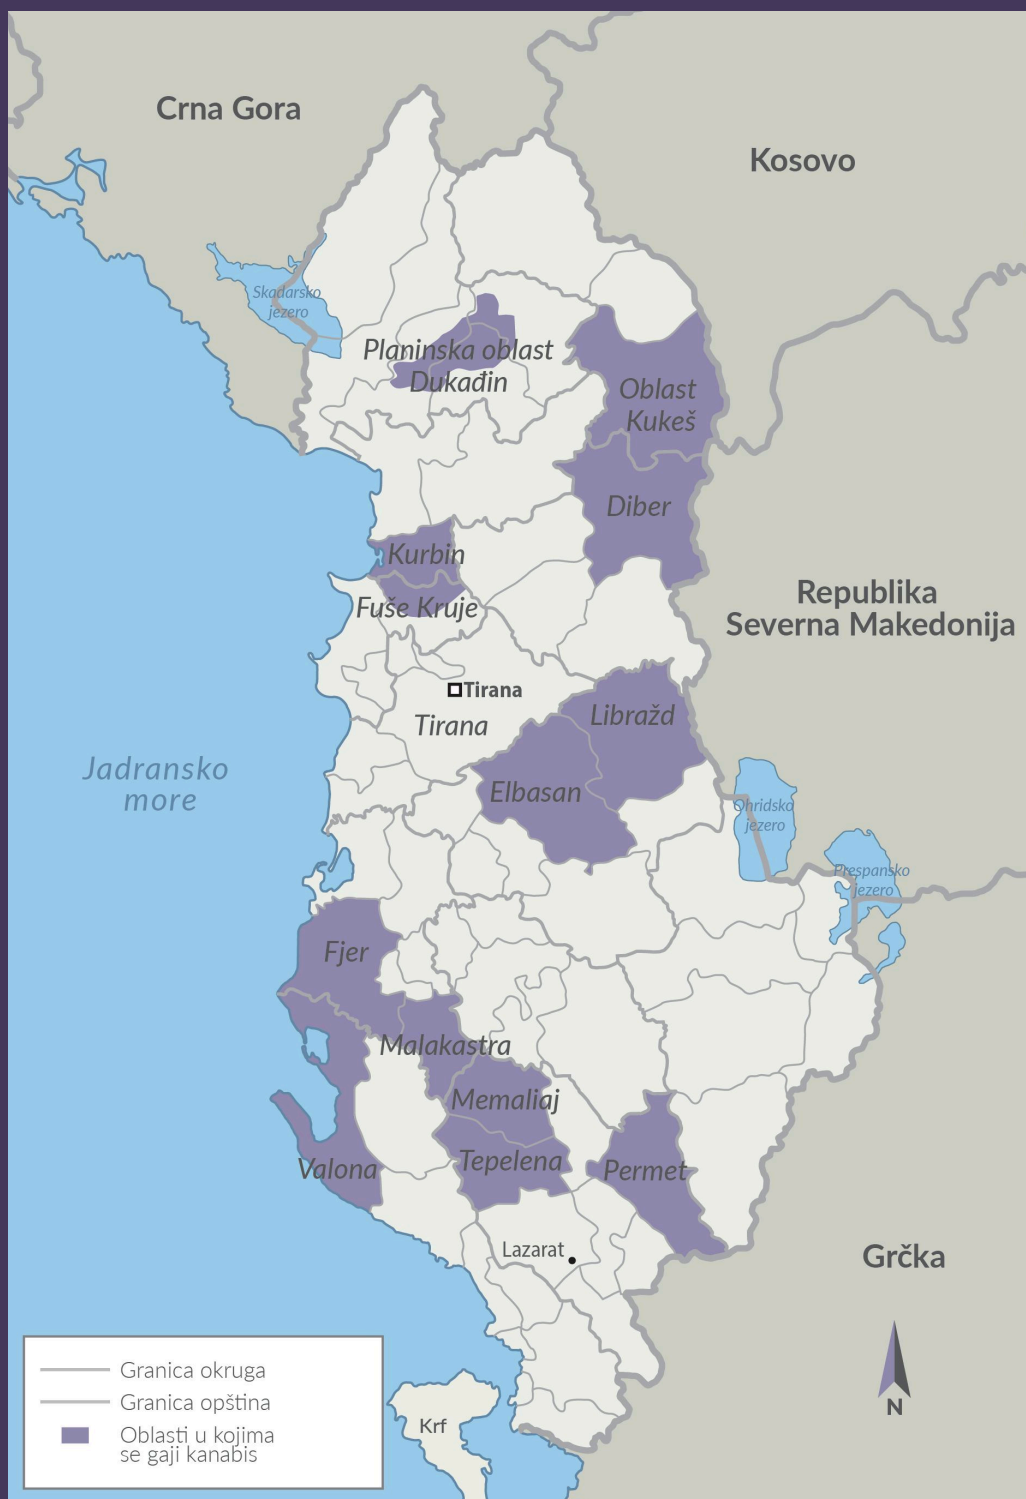 Crna Gora
Kosovo
Skadarsko
jezero
Planinska oblast
Dukađin
Oblast
Kukeš
Diber
Kurbin
Fuše Kruje
Republika
Severna Makedonija
Tirana
Tirana
Libražd
Jadransko
more
Elbasan
Ohridsko
jezero
Prespansko
jezero
Fjer
Malakastra
Memaliaj
Valona
Tepelena
Permet
Lazarat
Grčka
Granica okruga
Granica opština
Oblasti u kojima
se gaji kanabis
Krf
N